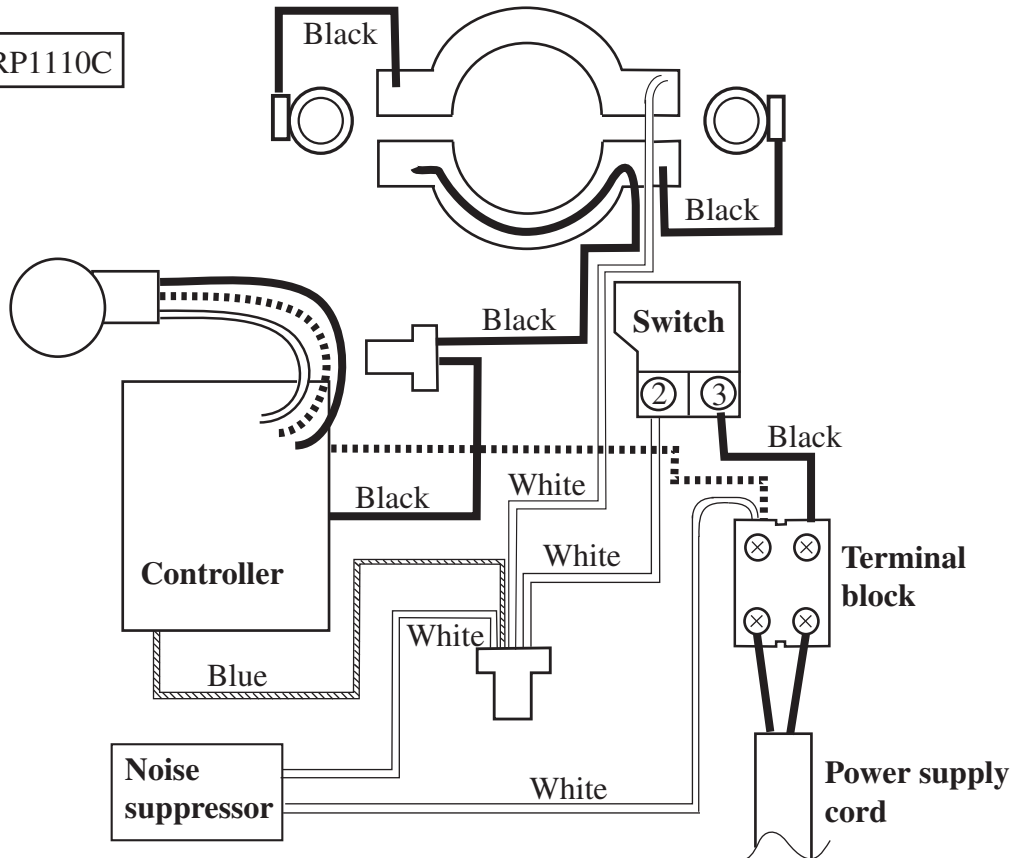 Black
RP1110C
Black
Black
Switch
2 3
Black
White
Black
White
Controller
Terminal
block
White
Blue
Noise
suppressor
White
Power supply
cord